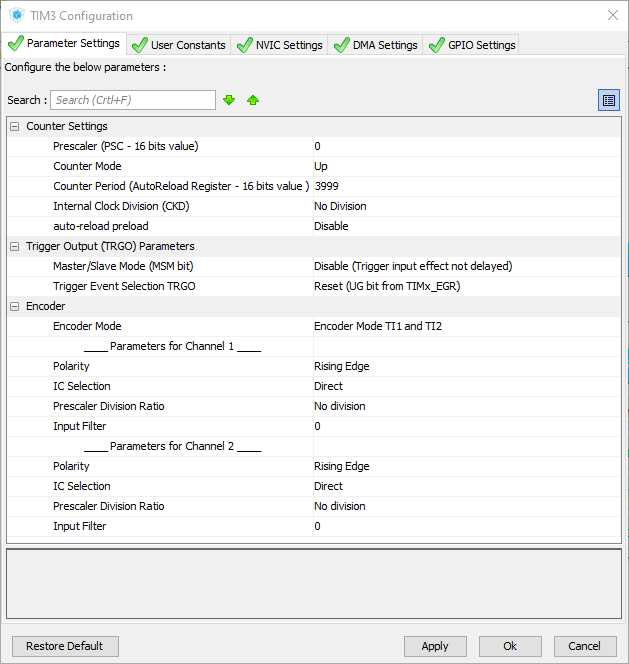 TIM3 Configuration
Parameter Settings User Constants NVIC Settings DMA Settings GPIO Settings
Configure the below parameters :
Search : Search (Crtl+F)
Counter Settings
Prescaler (PSC - 16 bits value) 0
Counter Mode Up
Counter Period (AutoReload Register - 16 bits value ) 3999
Internal Clock Division (CKD) No Division
auto-reload preload Disable
Trigger Output (TRGO) Parameters
Master/Slave Mode (MSM bit) Disable (Trigger input effect not delayed)
Trigger Event Selection TRGO Reset (UG bit from TIMx_EGR)
Encoder
Encoder Mode Encoder Mode TI1 and TI2
____ Parameters for Channel 1 ____
Polarity Rising Edge
IC Selection Direct
Prescaler Division Ratio No division
Input Filter 0
____ Parameters for Channel 2 ____
Polarity Rising Edge
IC Selection Direct
Prescaler Division Ratio No division
Input Filter 0
Restore Default Apply Ok Cancel